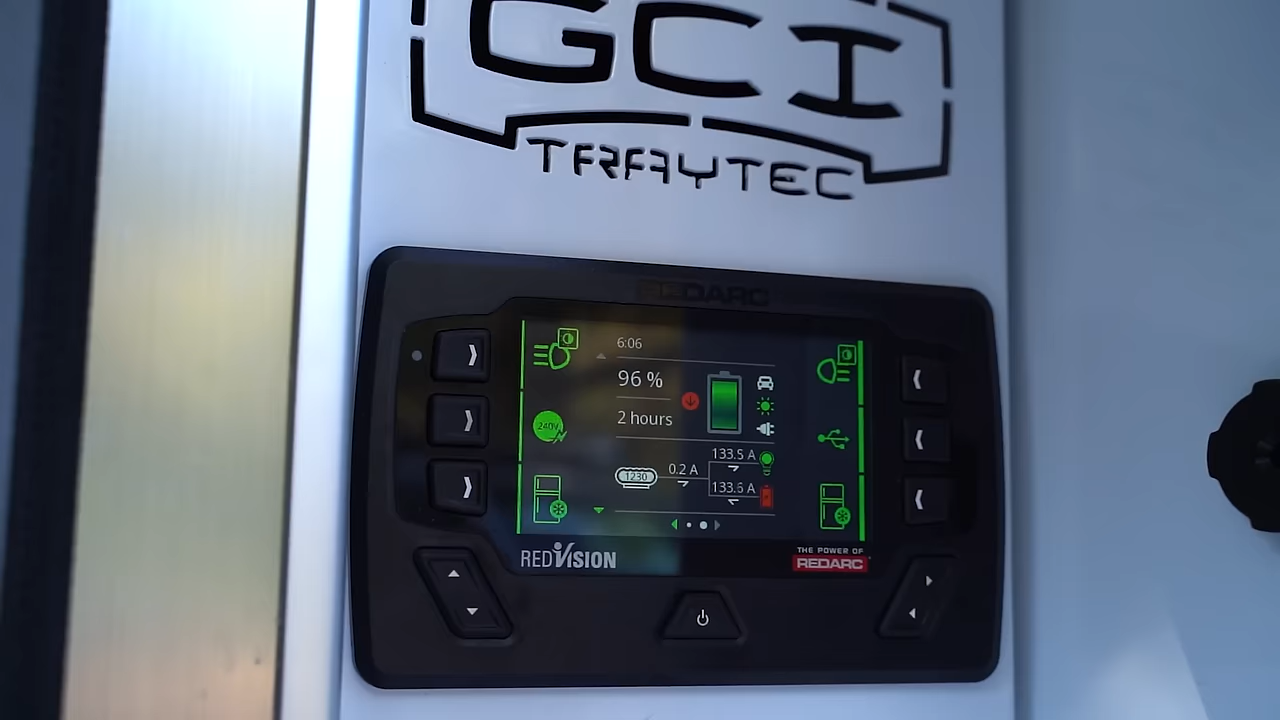 GCI
TRAYTEC
REDARC
6:06
96 %
2 hours
240V
1230
0.2 A
133.5 A
133.6 A
REDVISION
THE POWER OF
REDARC